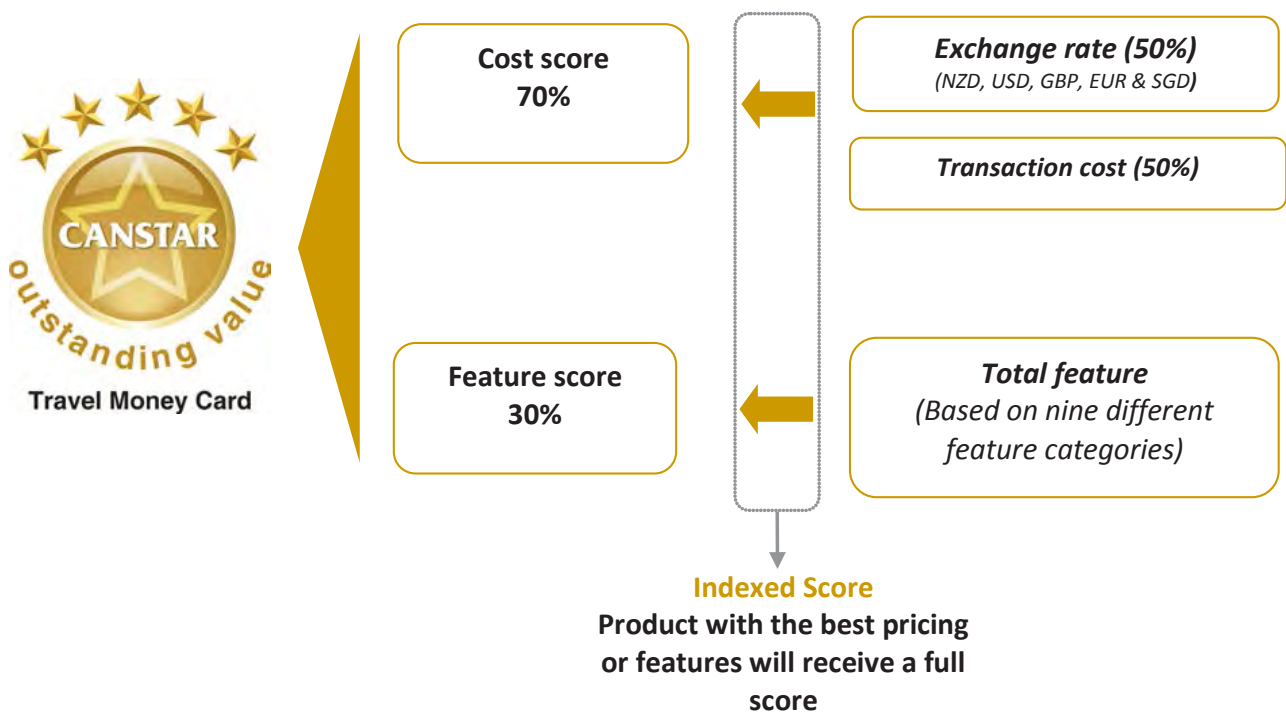 CANSTAR
outstanding value
Travel Money Card
Cost score
70%
Exchange rate (50%)
(NZD, USD, GBP, EUR & SGD)
Transaction cost (50%)
Feature score
30%
Total feature
(Based on nine different
feature categories)
Indexed Score
Product with the best pricing
or features will receive a full
score